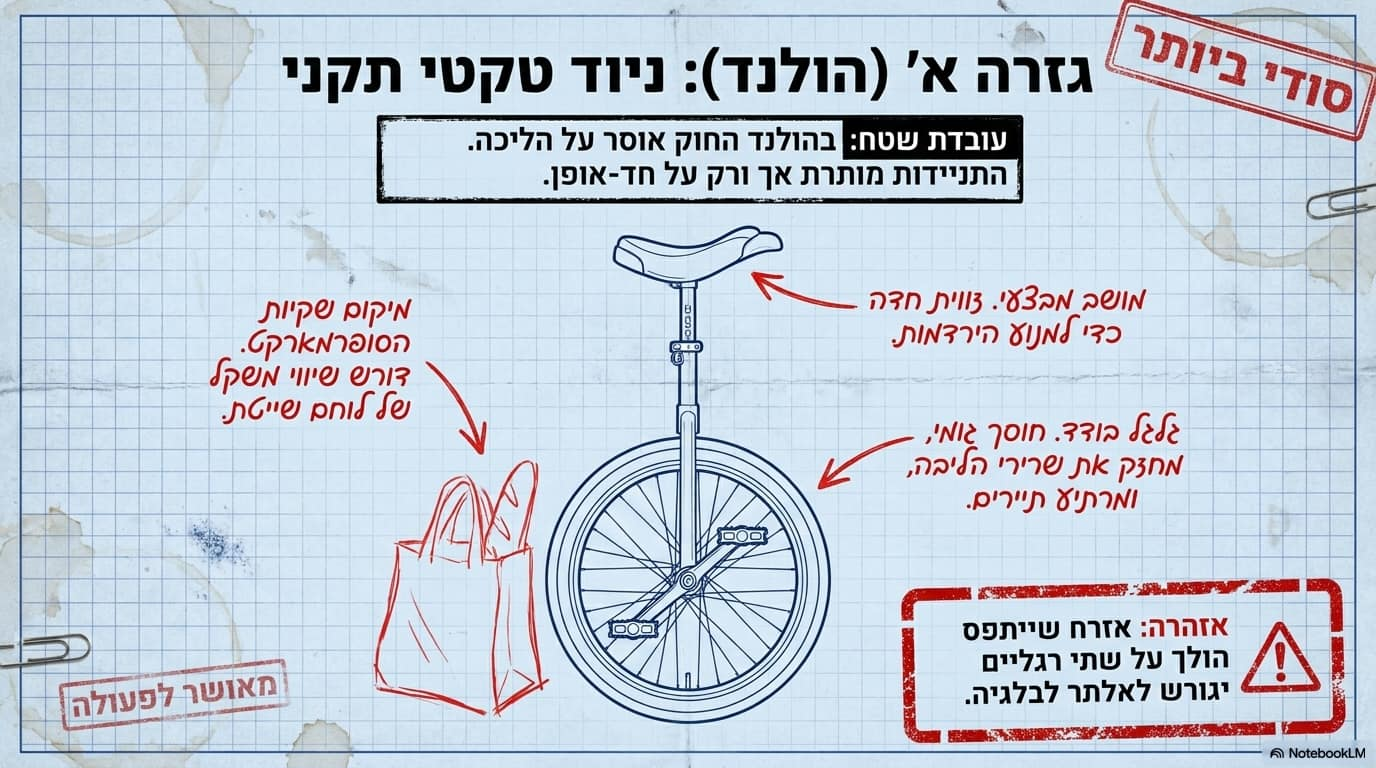 סודי ביותר
גזרה א' (הולנד): ניוד טקטי תקני
עובדת שטח: בהולנד החוק אוסר על הליכה.
התניידות מותרת אך ורק על חד-אופן.
מושב מבצעי. זווית חדה
כדי למנוע הירדמות.
מיקום שקיות
הסופרמארקט.
דורש שיווי משקל
של לוחם שייטת.
גלגל בודד. חוסך גומי,
מחזק את שרירי הליבה,
ומרתיע תיירים.
אזהרה: אזרח שייתפס
הולך על שתי רגליים
יגורש לאלתר לבלגיה.
מאושר לפעולה
NotebookLM